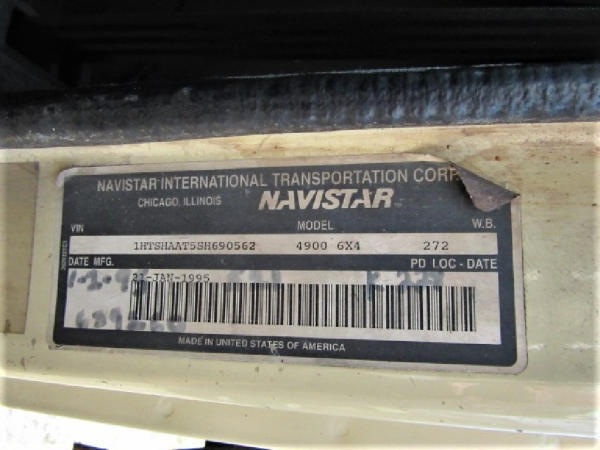 NAVISTAR INTERNATIONAL TRANSPORTATION CORP
CHICAGO, ILLINOIS NAVISTAR
VIN MODEL W.B.
1HTSHAAT5SH690562 4900 6X4 272
DATE MFG. PD LOC - DATE
21-JAN-1995
MADE IN UNITED STATES OF AMERICA